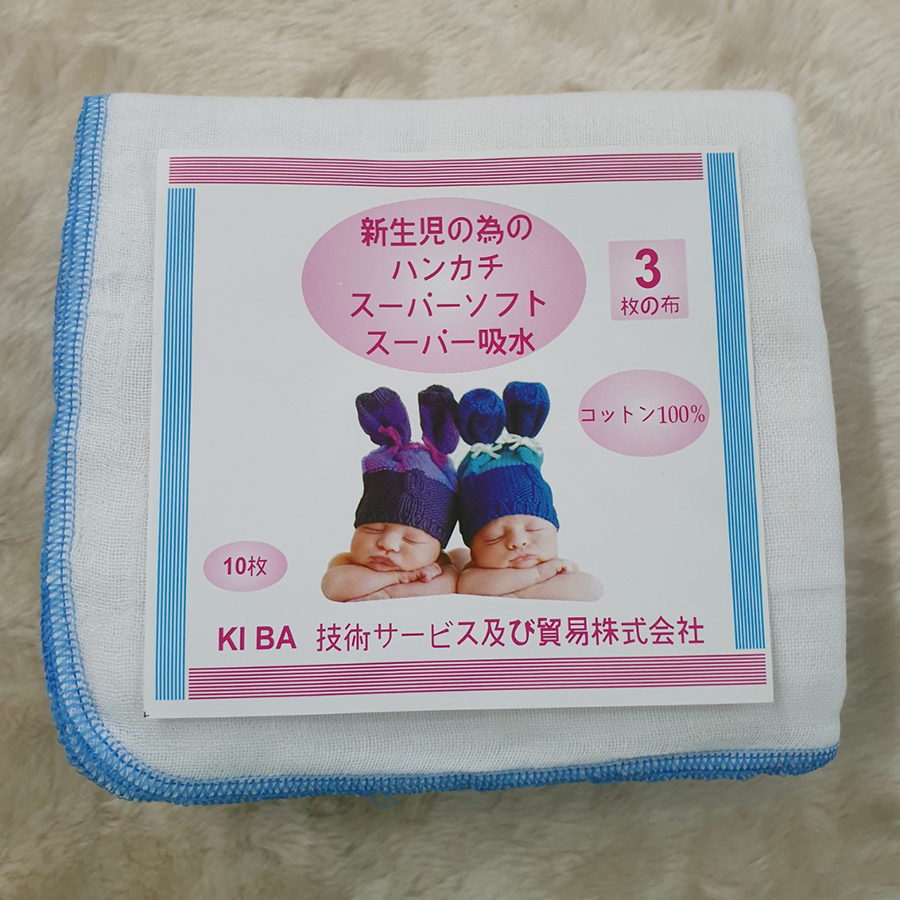 新生児の為の
ハンカチ
スーパーソフト
スーパー吸水
3
枚の布
コットン100%
10枚
KI BA 技術サービス及び貿易株式会社